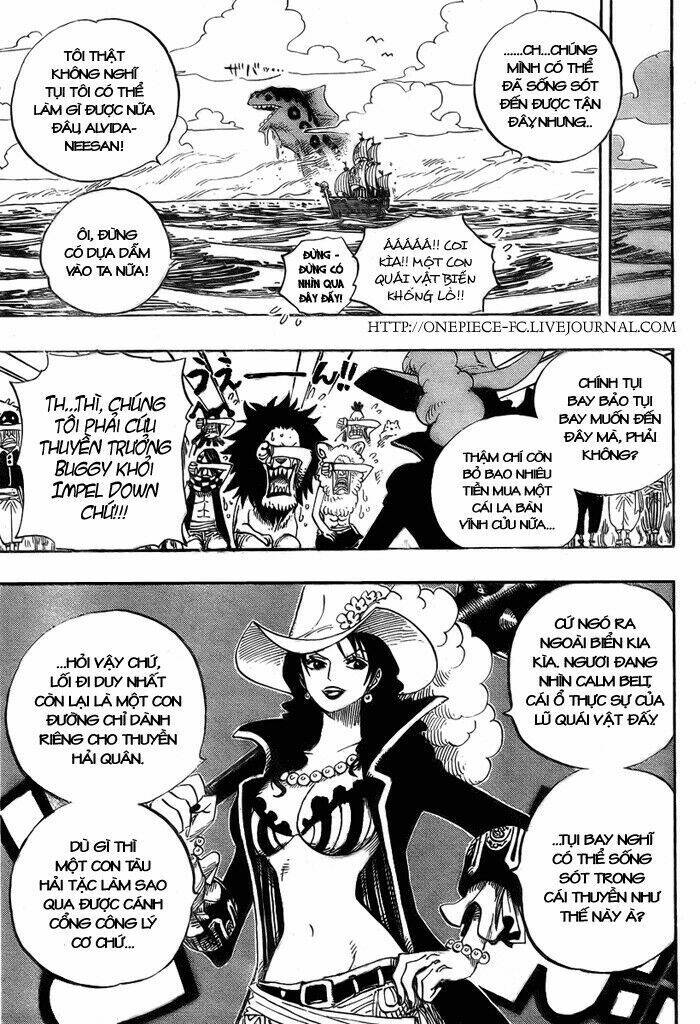 ......CH...CHÚNG
MÌNH CÓ THỂ
ĐÃ SỐNG SÓT
ĐẾN ĐƯỢC TẬN
ĐÂY,NHƯNG..
TÔI THẬT
KHÔNG NGHĨ
TỤI TÔI CÓ THỂ
LÀM GÌ ĐƯỢC NỮA
ĐÂU, ALVIDA-
NEESAN!
ÁÁÁÁÁ!! COI
KÌA!! MỘT CON
QUÁI VẬT BIỂN
KHỔNG LỒ!!
ĐỪNG -
ĐỪNG CÓ
NHÌN QUA
ĐÂY ĐẤY!
ÔI, ĐỪNG
CÓ DỰA DẪM
VÀO TA NỮA!
HTTP://ONEPIECE-FC.LIVEJOURNAL.COM
CHÍNH TỤI
BAY BẢO TỤI
BAY MUỐN ĐẾN
ĐÂY MÀ, PHẢI
KHÔNG?
THẬM CHÍ CÒN
BỎ BAO NHIÊU
TIỀN MUA MỘT
CÁI LA BÀN
VĨNH CỬU NỮA...
うえーーん!!
TH...THÌ, CHÚNG
TÔI PHẢI CỨU
THUYỀN TRƯỞNG
BUGGY KHỎI
IMPEL DOWN
CHỨ!!!
CỨ NGÓ RA
NGOÀI BIỂN KIA
KÌA. NGƯƠI ĐANG
NHÌN CALM BELT,
CÁI Ổ THỰC SỰ CỦA
LŨ QUÁI VẬT ĐẤY.
...TỤI BAY NGHĨ
CÓ THỂ SỐNG
SÓT TRONG
CÁI THUYỀN NHƯ
THẾ NÀY À?
...HỎI VẬY CHỨ,
LỐI ĐI DUY NHẤT
CÒN LẠI LÀ MỘT CON
ĐƯỜNG CHỈ DÀNH
RIÊNG CHO THUYỀN
HẢI QUÂN.
DÙ GÌ THÌ
MỘT CON TÀU
HẢI TẶC LÀM SAO
QUA ĐƯỢC CÁNH
CỔNG CÔNG LÝ
CƠ CHỨ...